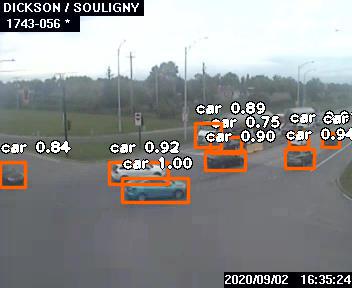 DICKSON / SOULIGNY
1743-056 *
car 0.89
car 0.75
car 0.90
car 0.94
car 0.84
car 0.92
car 1.00
2020/09/02 16:35:24